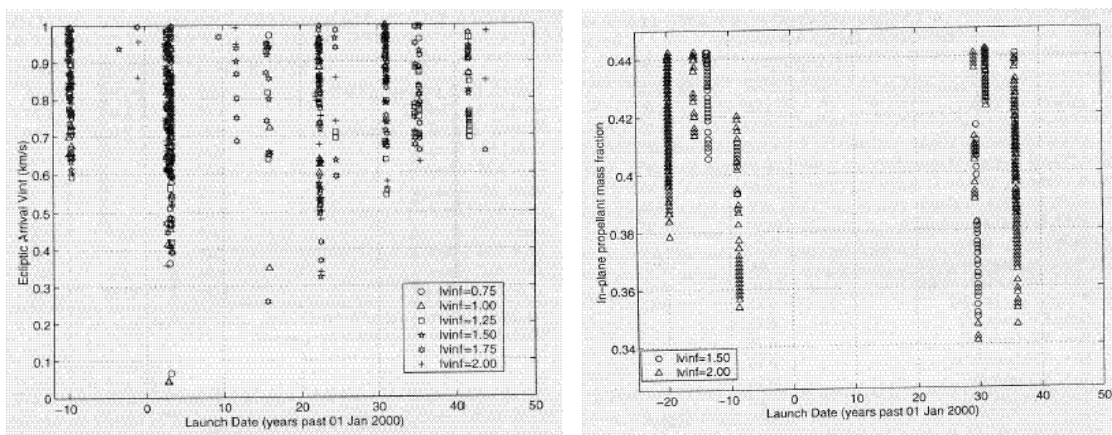 1
0.9
0.8
0.7
0.6
0.5
0.4
0.3
0.2
0.1
0
Ecliptic Arrival Vinf (km/s)
−10
0
10
20
30
40
50
Launch Date (years past 01 Jan 2000)
lvinf=0.75
lvinf=1.00
lvinf=1.25
lvinf=1.50
lvinf=1.75
lvinf=2.00
0.44
0.42
0.4
0.38
0.36
0.34
In−plane propellant mass fraction
−20
−10
0
10
20
30
40
50
Launch Date (years past 01 Jan 2000)
lvinf=1.50
lvinf=2.00